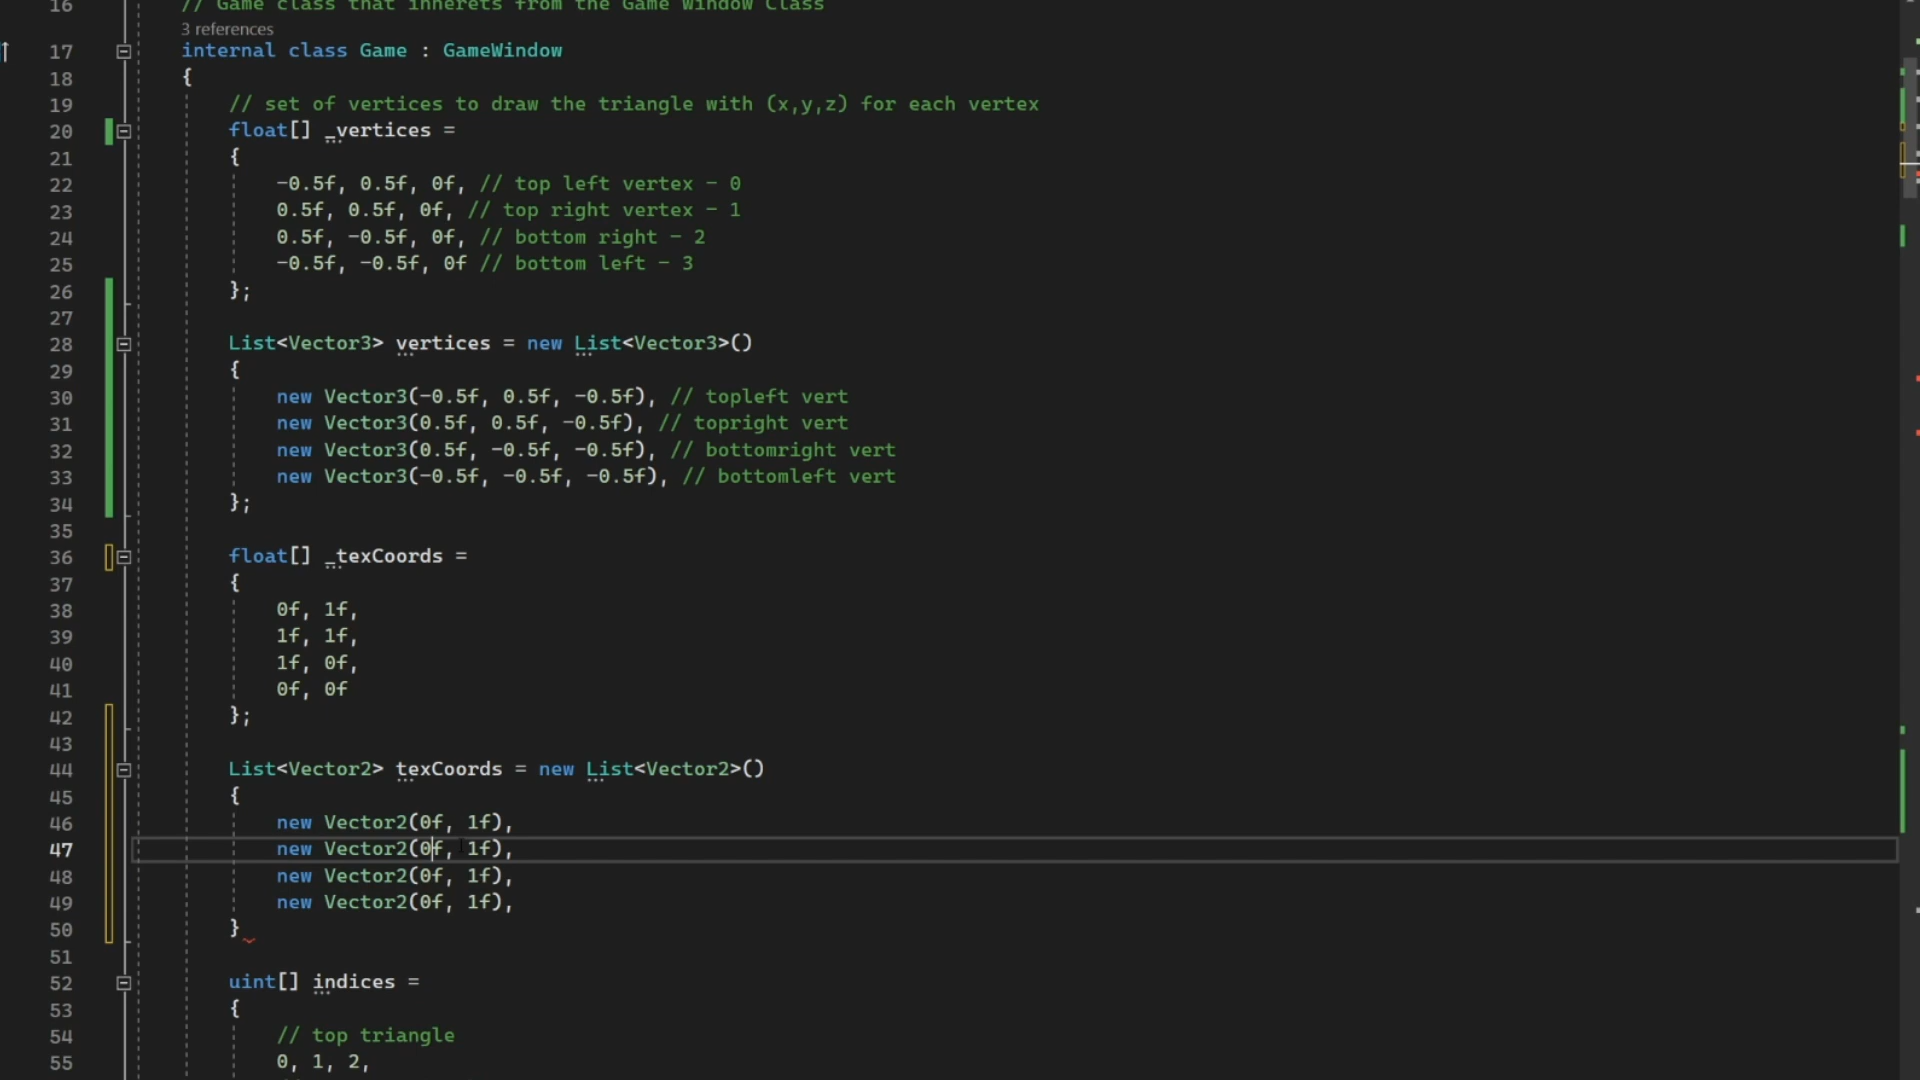 16 // Game class that inherets from the Game Window Class
3 references
17 internal class Game : GameWindow
18 {
19 // set of vertices to draw the triangle with (x,y,z) for each vertex
20 float[] _vertices =
21 {
22 -0.5f, 0.5f, 0f, // top left vertex - 0
23 0.5f, 0.5f, 0f, // top right vertex - 1
24 0.5f, -0.5f, 0f, // bottom right - 2
25 -0.5f, -0.5f, 0f // bottom left - 3
26 };
27
28 List<Vector3> vertices = new List<Vector3>()
29 {
30 new Vector3(-0.5f, 0.5f, -0.5f), // topleft vert
31 new Vector3(0.5f, 0.5f, -0.5f), // topright vert
32 new Vector3(0.5f, -0.5f, -0.5f), // bottomright vert
33 new Vector3(-0.5f, -0.5f, -0.5f), // bottomleft vert
34 };
35
36 float[] _texCoords =
37 {
38 0f, 1f,
39 1f, 1f,
40 1f, 0f,
41 0f, 0f
42 };
43
44 List<Vector2> texCoords = new List<Vector2>()
45 {
46 new Vector2(0f, 1f),
47 new Vector2(0f, 1f),
48 new Vector2(0f, 1f),
49 new Vector2(0f, 1f),
50 }
51
52 uint[] indices =
53 {
54 // top triangle
55 0, 1, 2,